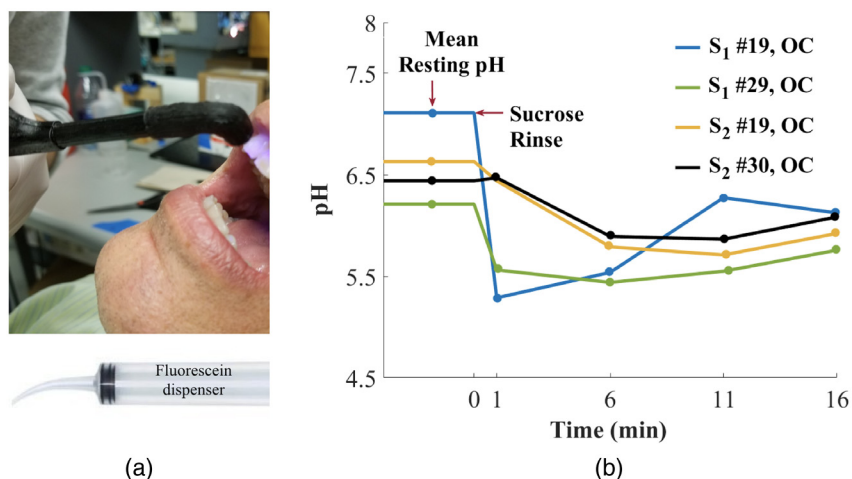 Fluorescein
dispenser
(a)
8
7.5
6.5
5.5
4.5
pH
Mean
Resting pH
Sucrose
Rinse
S₁ #19, OC
S₁ #29, OC
S₂ #19, OC
S₂ #30, OC
0 1 6 11 16
Time (min)
(b)